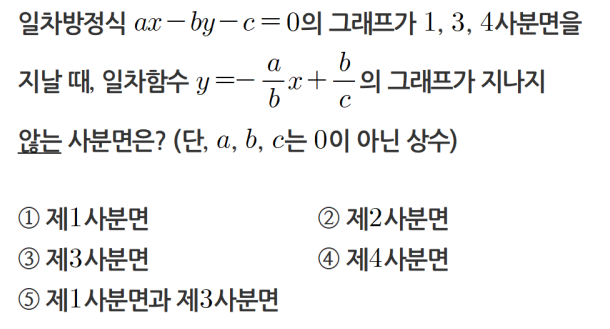 일차방정식 ax－by－c＝0의 그래프가 1, 3, 4사분면을
지날 때, 일차함수 y＝－a/b x＋b/c 의 그래프가 지나지
않는 사분면은? (단, a, b, c는 0이 아닌 상수)
① 제1사분면 ② 제2사분면
③ 제3사분면 ④ 제4사분면
⑤ 제1사분면과 제3사분면